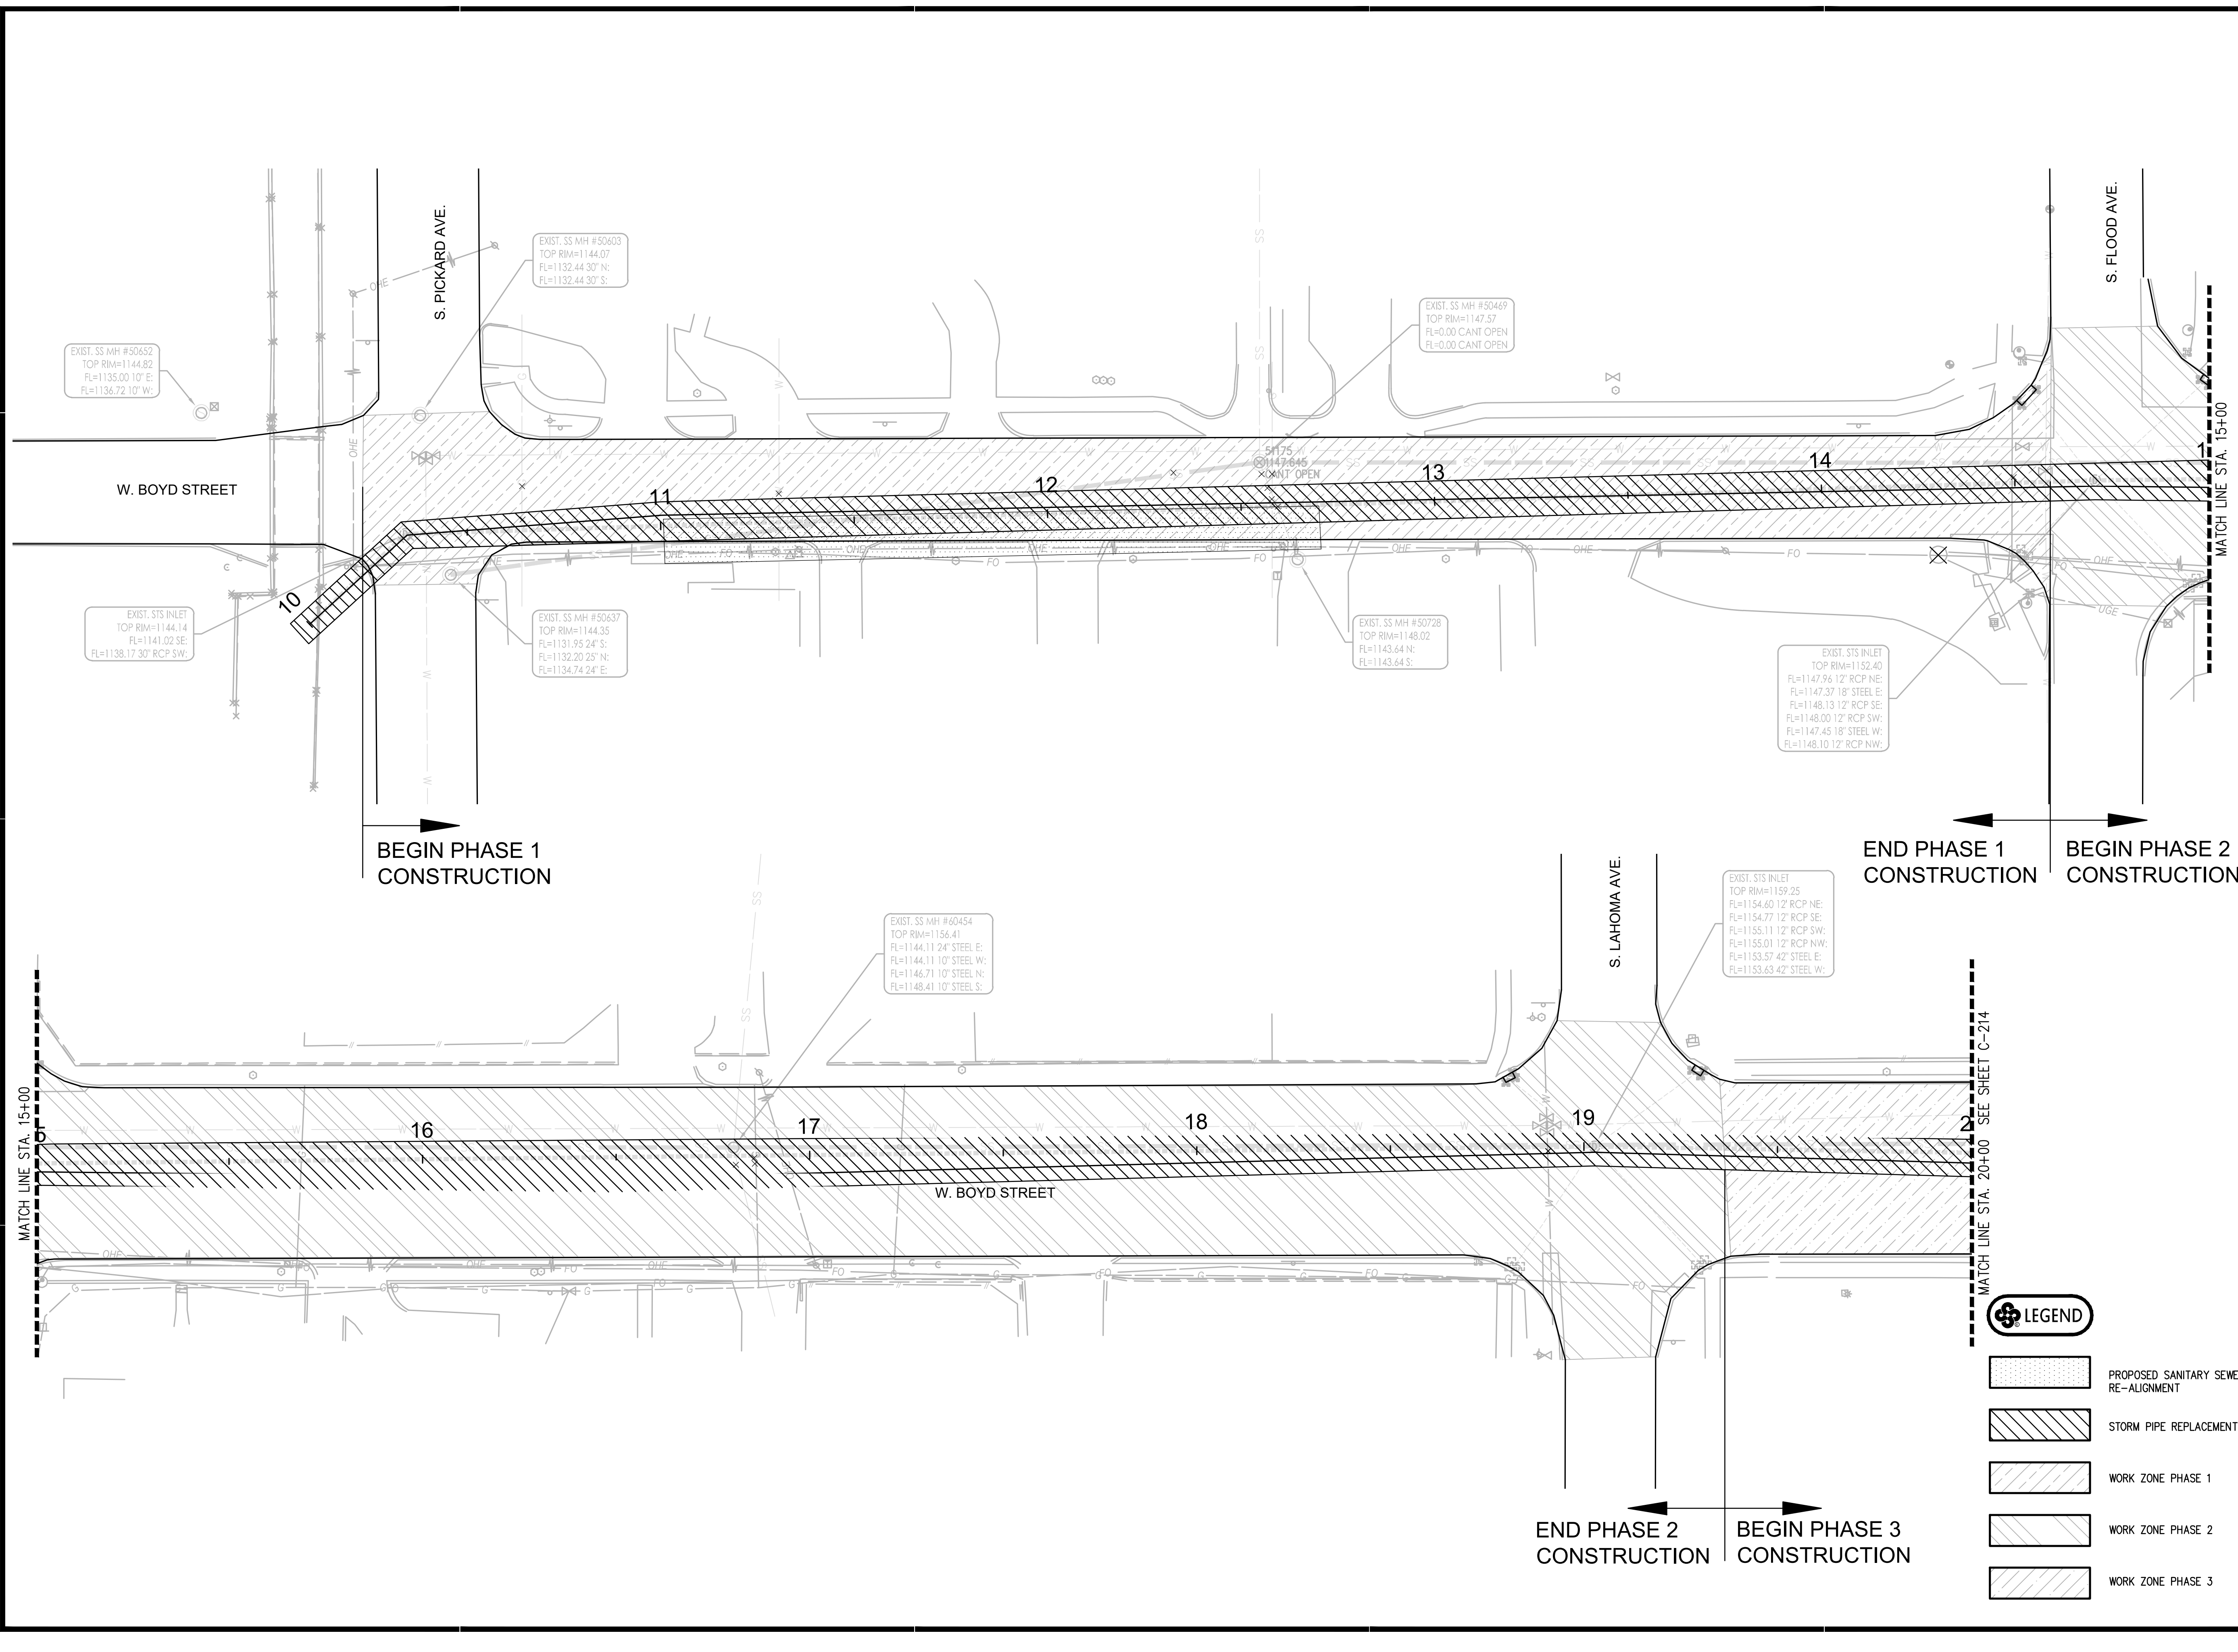 S. PICKARD AVE.
S. FLOOD AVE.
EXIST. SS MH #50603
TOP RIM=1144.07
FL=1132.44 30" N:
FL=1132.44 30" S:
EXIST. SS MH #50469
TOP RIM=1147.57
FL=0.00 CANT OPEN
FL=0.00 CANT OPEN
EXIST. SS MH #50652
TOP RIM=1144.82
FL=1135.00 10" E:
FL=1136.72 10" W:
W. BOYD STREET
51175
1147.645
CANT OPEN
10
11
12
13
14
1
MATCH LINE STA. 15+00
EXIST. STS INLET
TOP RIM=1144.14
FL=1141.02 SE:
FL=1138.17 30" RCP SW:
EXIST. SS MH #50637
TOP RIM=1144.35
FL=1131.95 24" S:
FL=1132.20 25" N:
FL=1134.74 24" E:
EXIST. SS MH #50728
TOP RIM=1148.02
FL=1143.64 N:
FL=1143.64 S:
EXIST. STS INLET
TOP RIM=1152.40
FL=1147.96 12" RCP NE:
FL=1147.37 18" STEEL E:
FL=1148.13 12" RCP SE:
FL=1148.00 12" RCP SW:
FL=1147.45 18" STEEL W:
FL=1148.10 12" RCP NW:
OHE
FO
UGE
SS
W
G
BEGIN PHASE 1
CONSTRUCTION
END PHASE 1
CONSTRUCTION
BEGIN PHASE 2
CONSTRUCTION
S. LAHOMA AVE.
EXIST. SS MH #60454
TOP RIM=1156.41
FL=1144.11 24" STEEL E:
FL=1144.11 10" STEEL W:
FL=1146.71 10" STEEL N:
FL=1148.41 10" STEEL S:
EXIST. STS INLET
TOP RIM=1159.25
FL=1154.60 12' RCP NE:
FL=1154.77 12" RCP SE:
FL=1155.11 12" RCP SW:
FL=1155.01 12" RCP NW:
FL=1153.57 42" STEEL E:
FL=1153.63 42" STEEL W:
MATCH LINE STA. 15+00
5
16
17
18
19
2
W. BOYD STREET
MATCH LINE STA. 20+00 SEE SHEET C-214
END PHASE 2
CONSTRUCTION
BEGIN PHASE 3
CONSTRUCTION
LEGEND
PROPOSED SANITARY SEWE
RE-ALIGNMENT
STORM PIPE REPLACEMENT
WORK ZONE PHASE 1
WORK ZONE PHASE 2
WORK ZONE PHASE 3